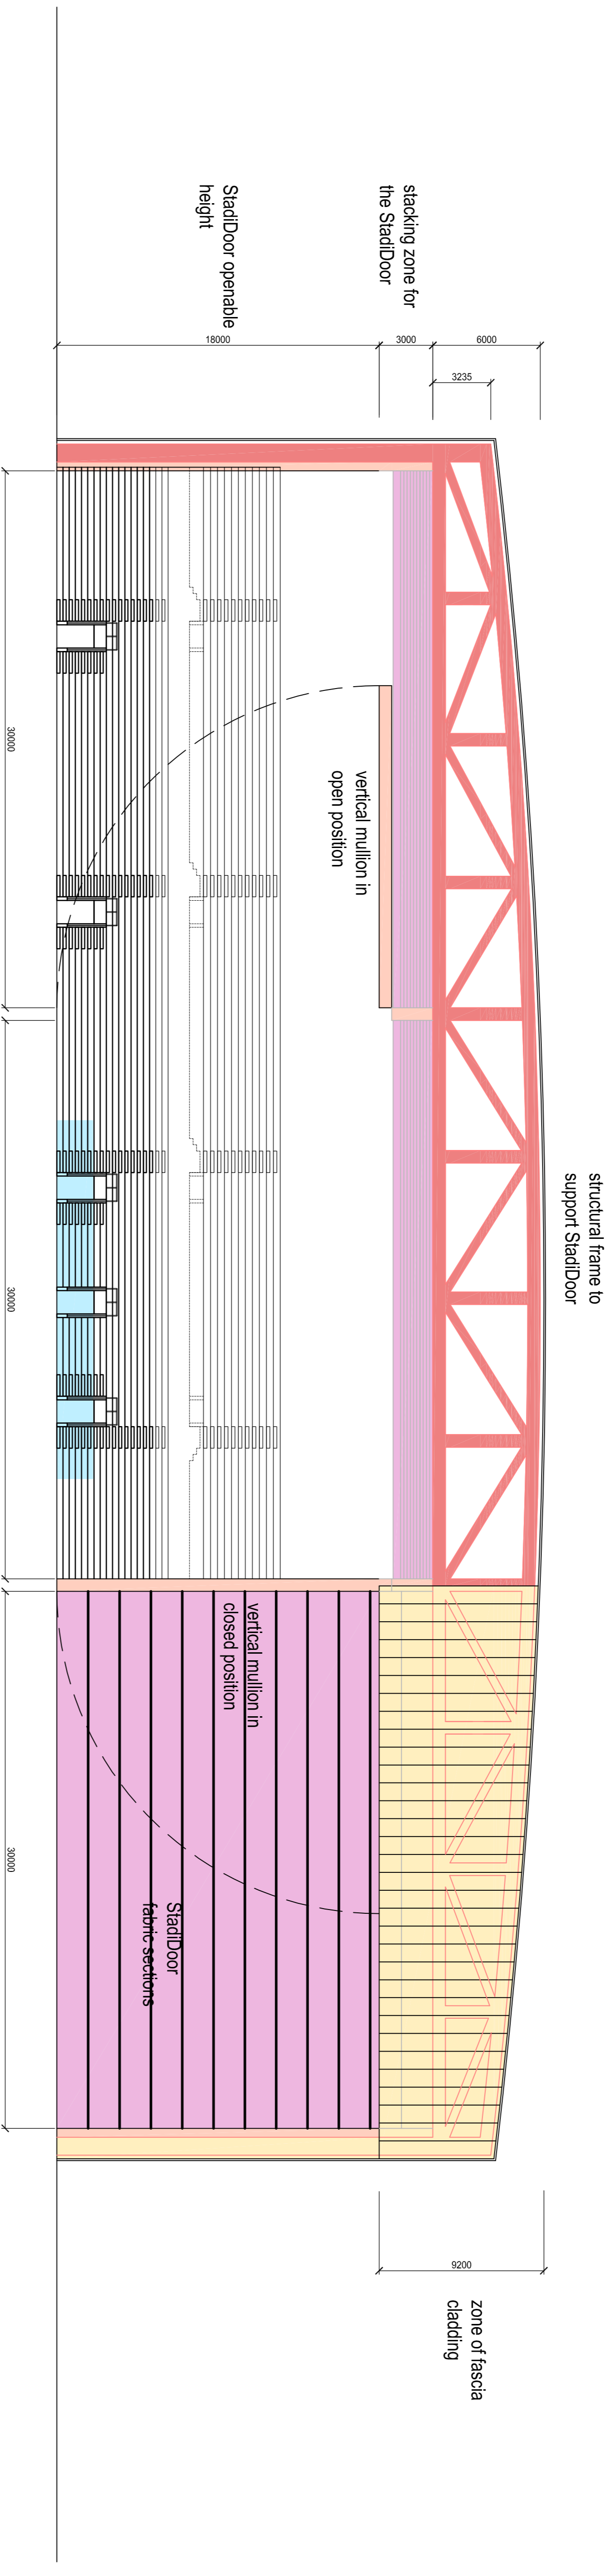 structural frame to
support StadiDoor
stacking zone for
the StadiDoor
StadiDoor openable
height
6000
3235
3000
18000
vertical mullion in
open position
vertical mullion in
closed position
StadiDoor
fabric sections
9200
zone of fascia
cladding
30000
30000
30000